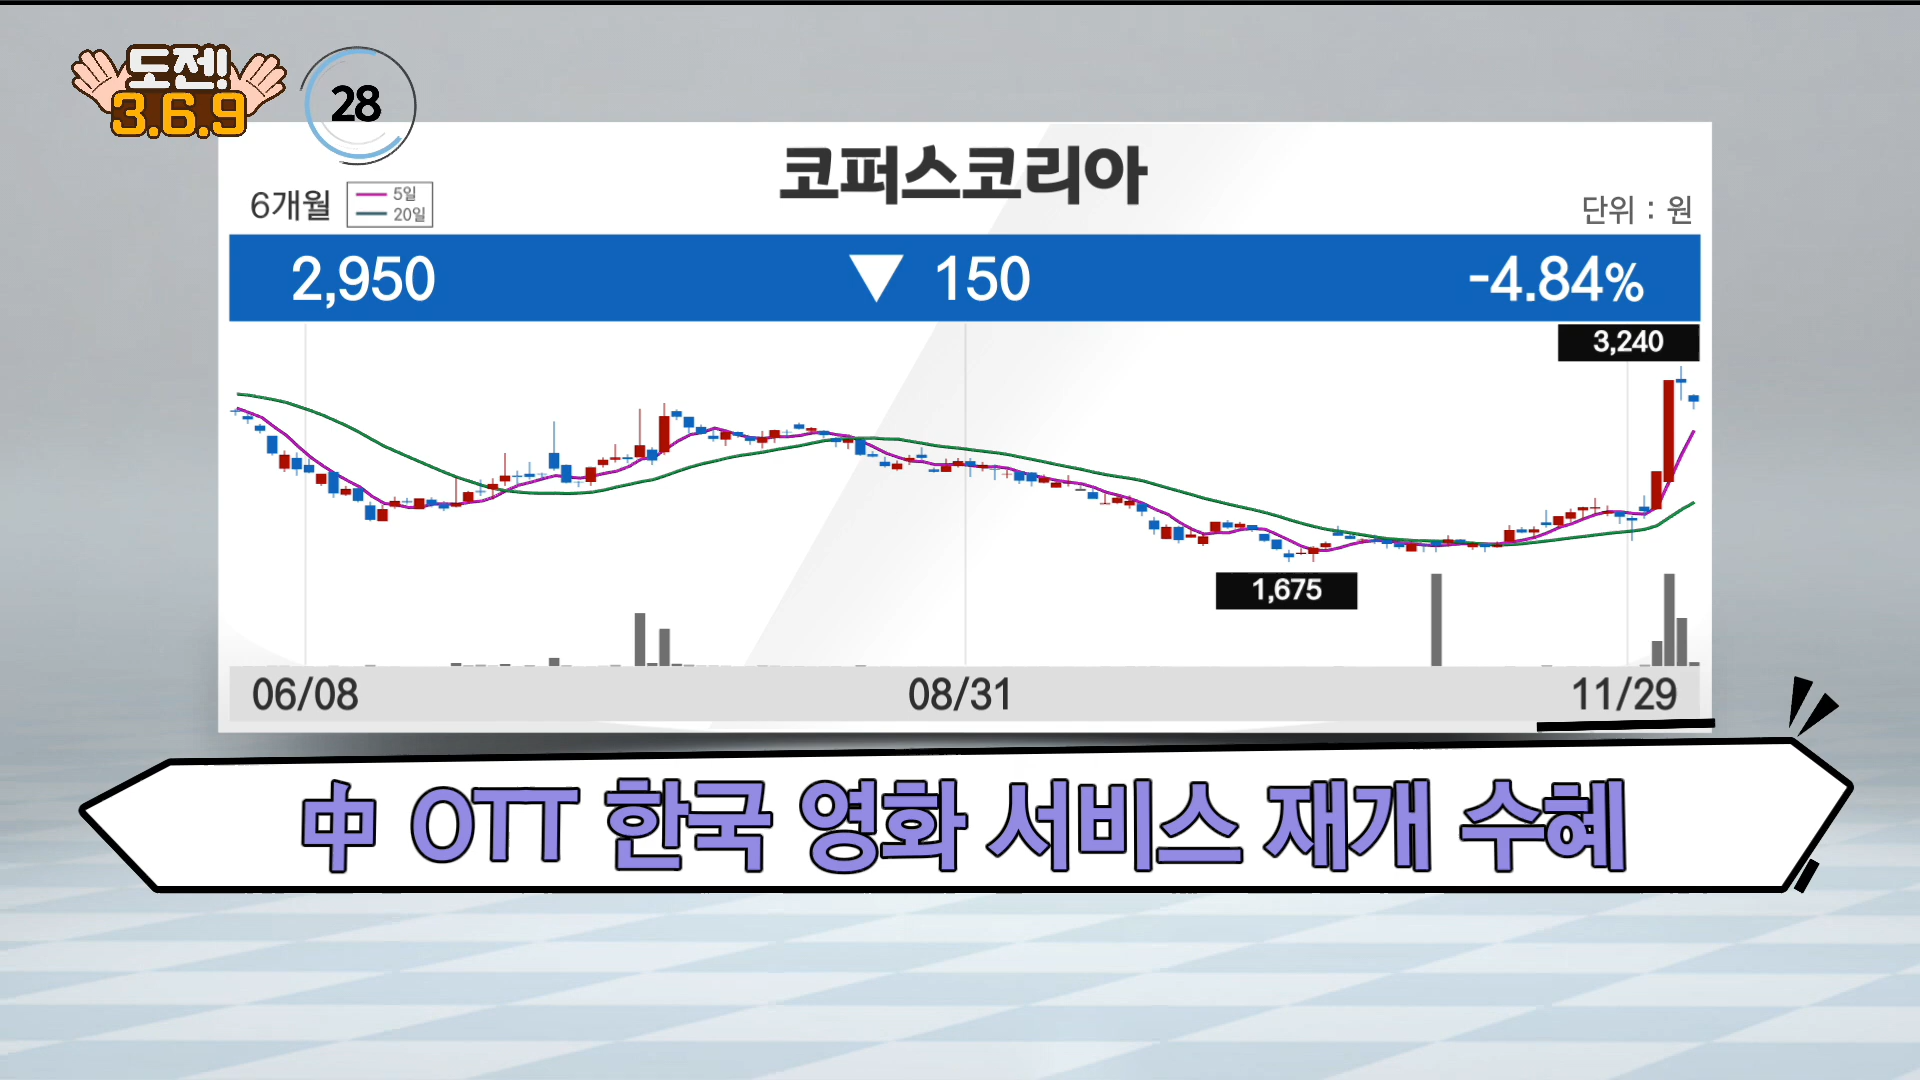 도젠!
3.6.9
28
코퍼스코리아
6개월
5일
20일
단위 : 원
2,950 ▼ 150 -4.84%
3,240
1,675
06/08 08/31 11/29
中 OTT 한국 영화 서비스 재개 수혜